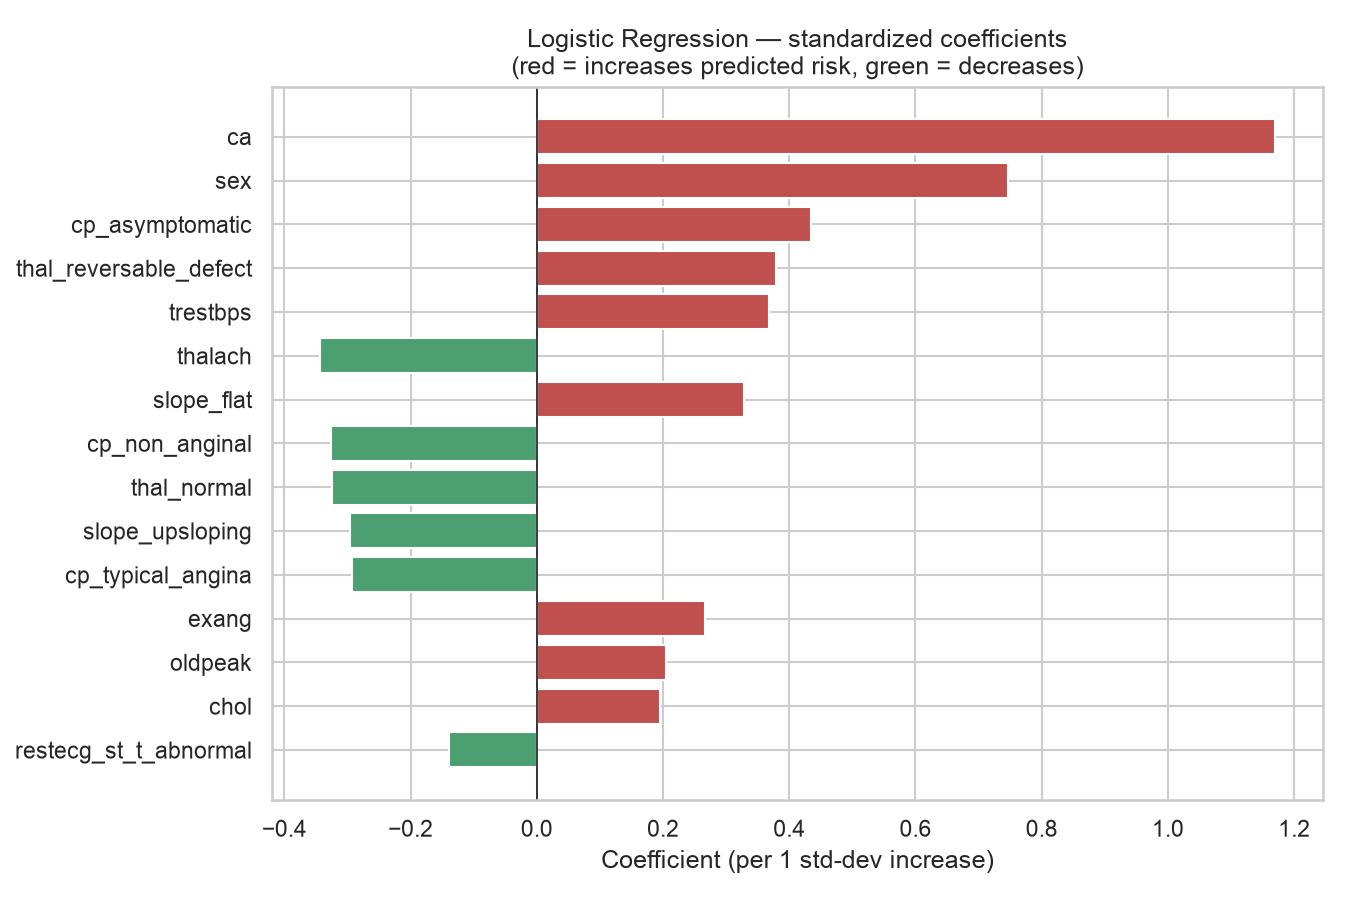 Logistic Regression — standardized coefficients
(red = increases predicted risk, green = decreases)
ca
sex
cp_asymptomatic
thal_reversable_defect
trestbps
thalach
slope_flat
cp_non_anginal
thal_normal
slope_upsloping
cp_typical_angina
exang
oldpeak
chol
restecg_st_t_abnormal
−0.4 −0.2 0.0 0.2 0.4 0.6 0.8 1.0 1.2
Coefficient (per 1 std-dev increase)